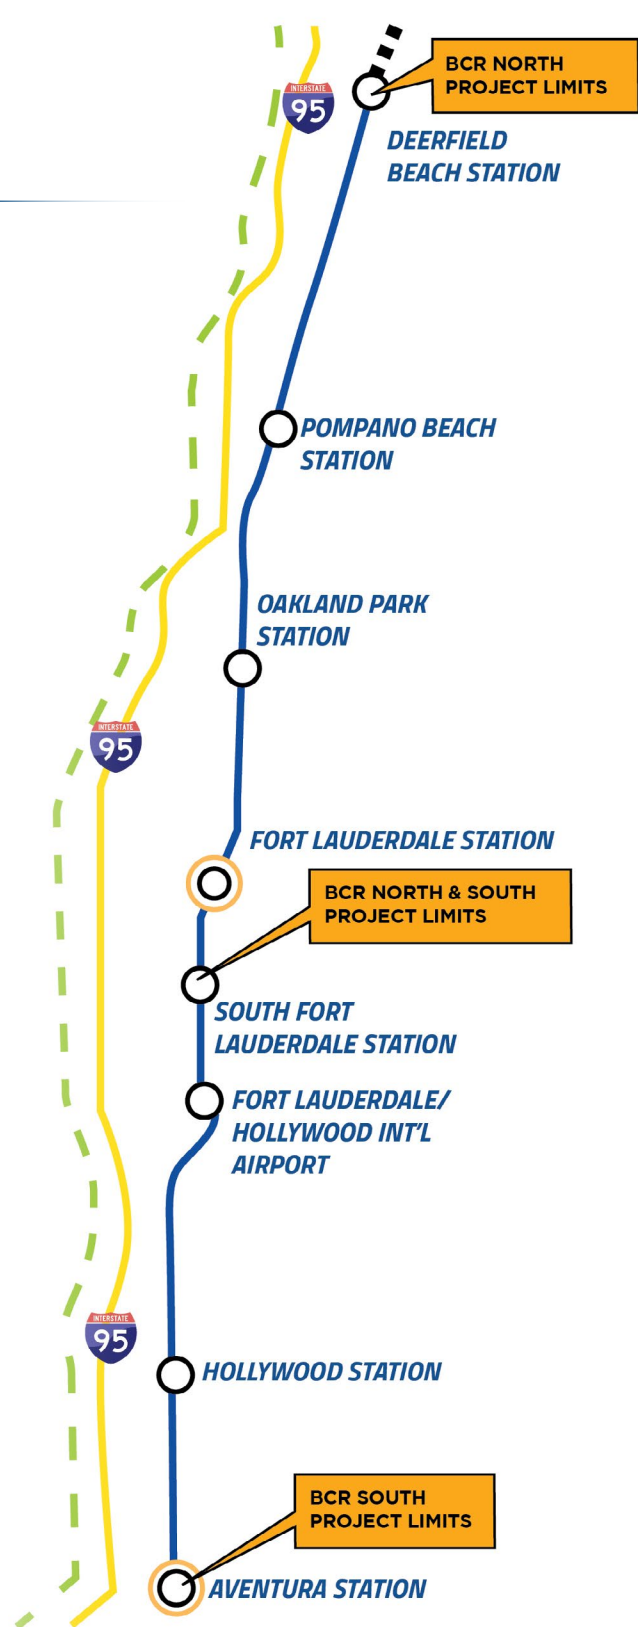 BCR NORTH
PROJECT LIMITS
INTERSTATE
95
DEERFIELD
BEACH STATION
POMPANO BEACH
STATION
OAKLAND PARK
STATION
INTERSTATE
95
FORT LAUDERDALE STATION
BCR NORTH & SOUTH
PROJECT LIMITS
SOUTH FORT
LAUDERDALE STATION
FORT LAUDERDALE/
HOLLYWOOD INT'L
AIRPORT
INTERSTATE
95
HOLLYWOOD STATION
BCR SOUTH
PROJECT LIMITS
AVENTURA STATION